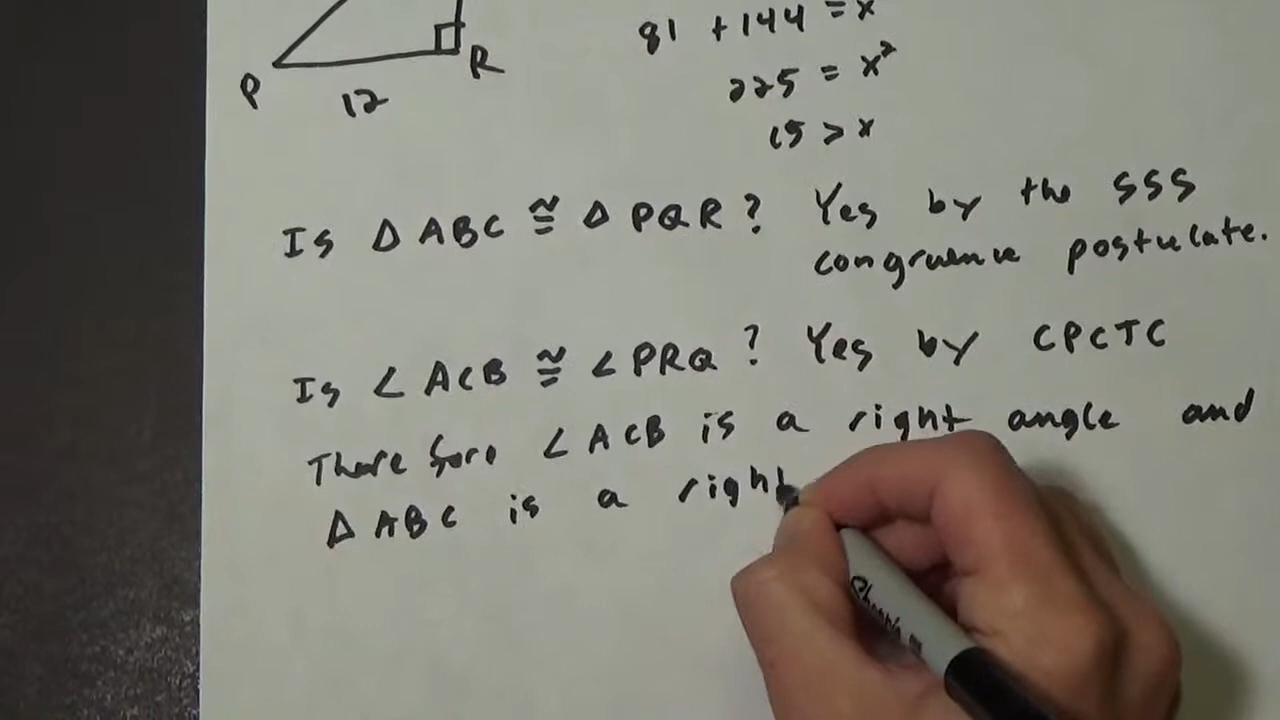 81 + 144 = x
P
R
12
225 = x²
15 > x
Is Δ ABC ≅ Δ PQR? Yes by the SSS
congruence postulate.
Is ∠ ACB ≅ ∠ PRQ? Yes by CPCTC
Therefore ∠ ACB is a right angle and
Δ ABC is a right
Sharpie